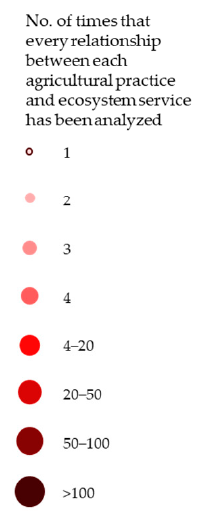 No. of times that
every relationship
between each
agricultural practice
and ecosystem service
has been analyzed
1
2
3
4
4–20
20–50
50–100
>100